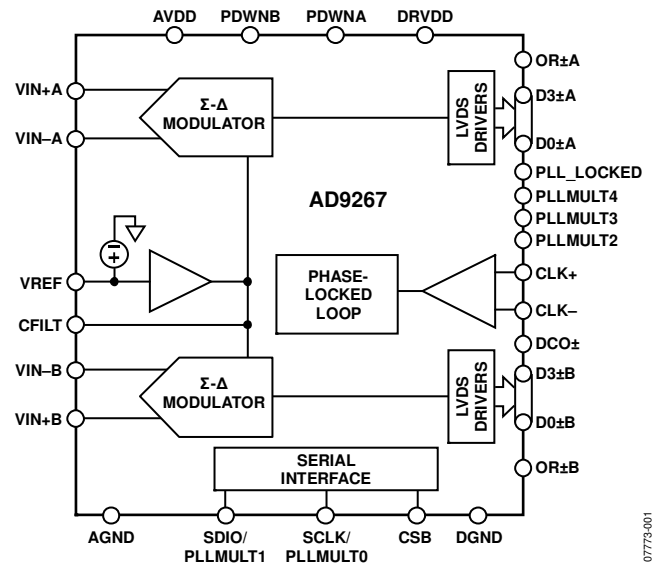 AVDD PDWNB PDWNA DRVDD
VIN+A
VIN–A
Σ-Δ
MODULATOR
LVDS
DRIVERS
OR±A
D3±A
D0±A
PLL_LOCKED
PLLMULT4
PLLMULT3
PLLMULT2
AD9267
VREF
CFILT
PHASE-
LOCKED
LOOP
CLK+
CLK–
DCO±
VIN–B
VIN+B
Σ-Δ
MODULATOR
LVDS
DRIVERS
D3±B
D0±B
OR±B
SERIAL
INTERFACE
AGND
SDIO/
PLLMULT1
SCLK/
PLLMULT0
CSB
DGND
07773-001